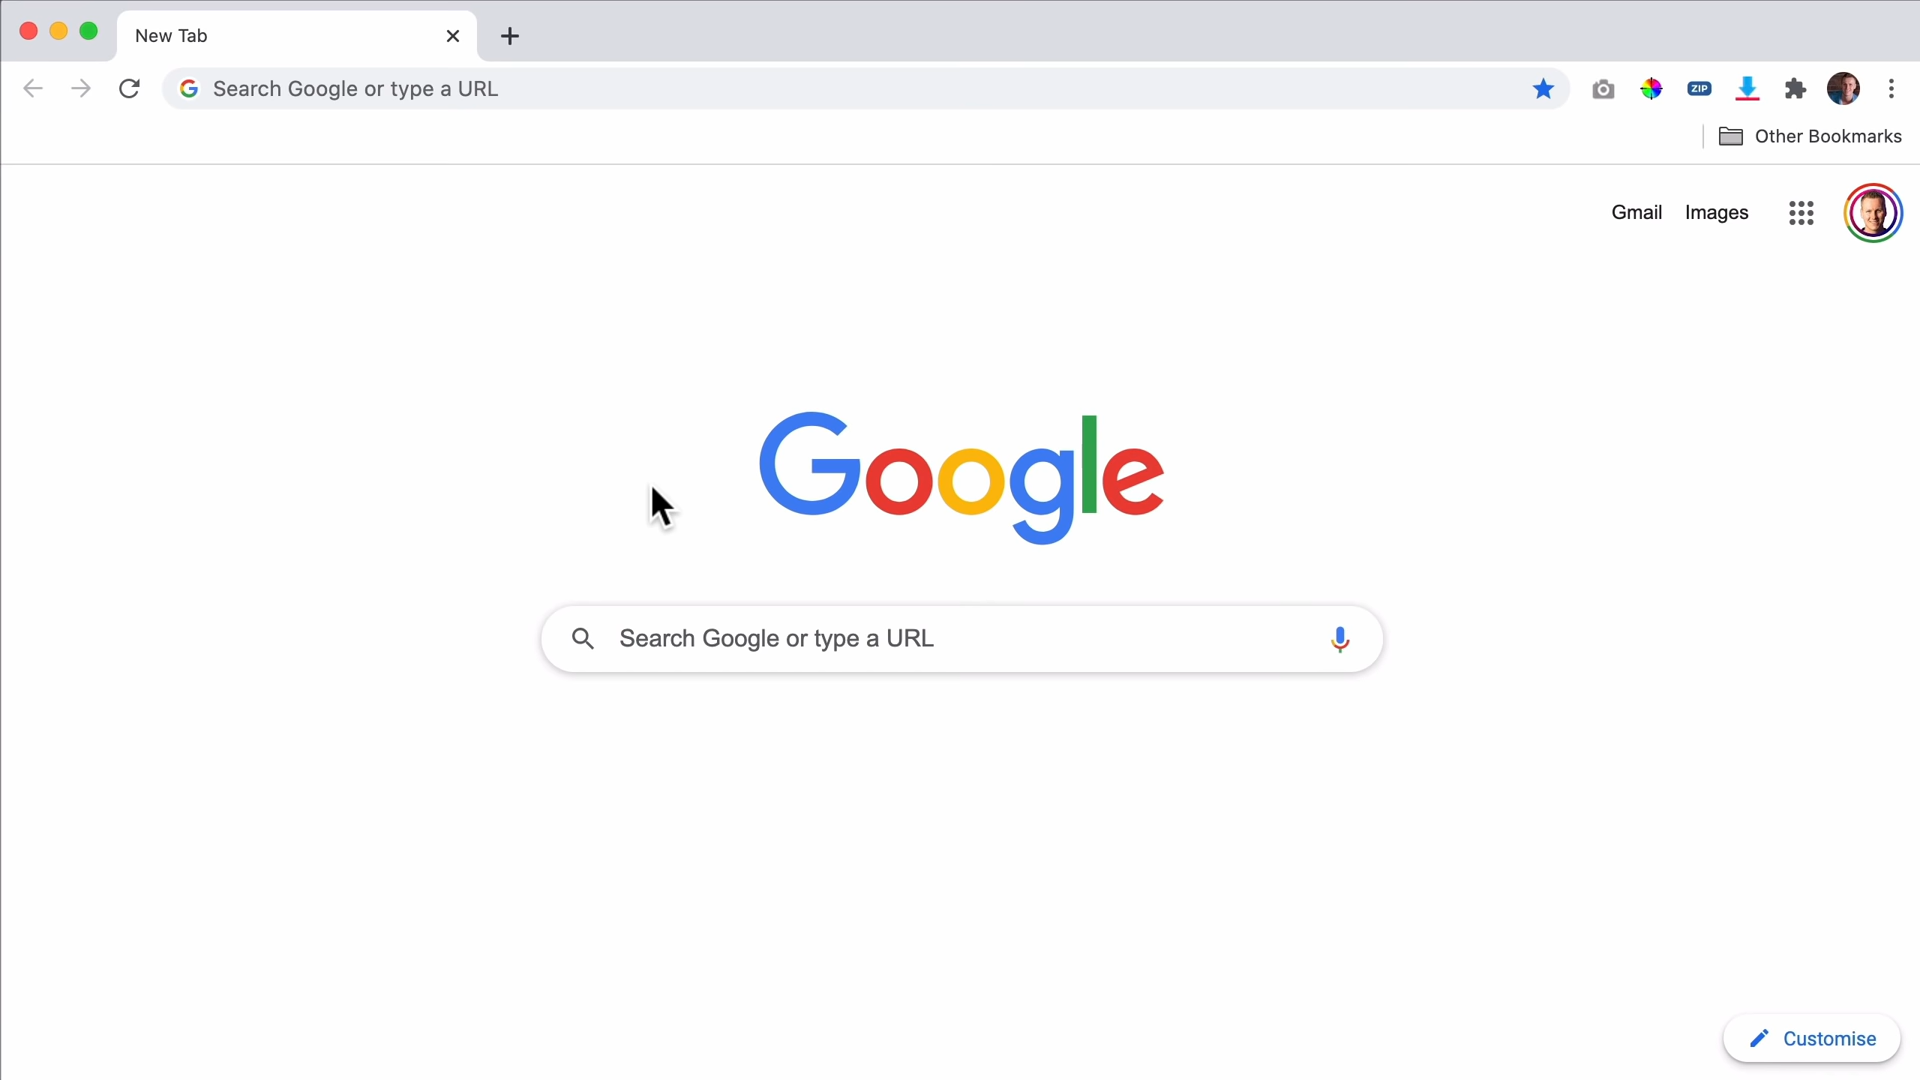 New Tab
Search Google or type a URL
ZIP
Other Bookmarks
Gmail Images
Google
Search Google or type a URL
Customise